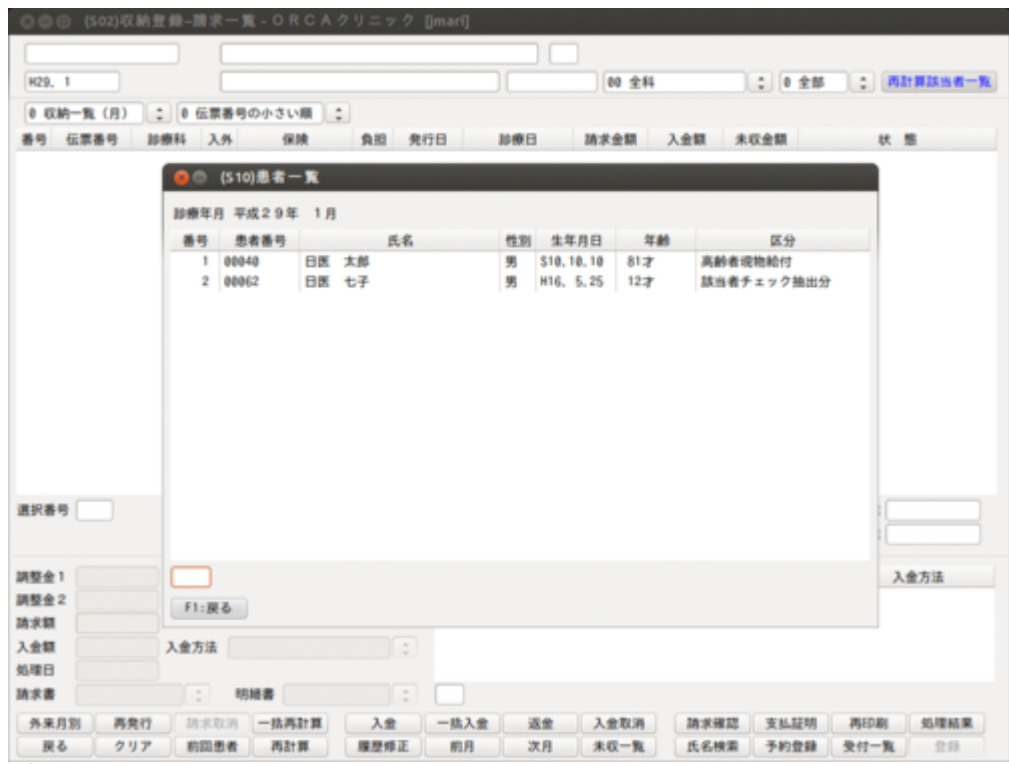 (S02)収納登録-請求一覧 - ORCAクリニック [jmari]
H29. 1 00 全科 0 全部 再計算該当者一覧
0 収納一覧（月） 0 伝票番号の小さい順
番号 伝票番号 診療科 入外 保険 負担 発行日 診療日 請求金額 入金額 未収金額 状 態
(S10)患者一覧
診療年月 平成29年 1月
番号 患者番号 氏名 性別 生年月日 年齢 区分
1 00040 日医 太郎 男 S10.10.10 81才 高齢者現物給付
2 00062 日医 七子 男 H16. 5.25 12才 該当者チェック抽出分
選択番号
調整金1 入金方法
調整金2
F1:戻る
請求額
入金額 入金方法
処理日
請求書 明細書
外来月別 再発行 請求取消 一括再計算 入金 一括入金 返金 入金取消 請求確認 支払証明 再印刷 処理結果
戻る クリア 前回患者 再計算 履歴修正 前月 次月 未収一覧 氏名検索 予約登録 受付一覧 登録